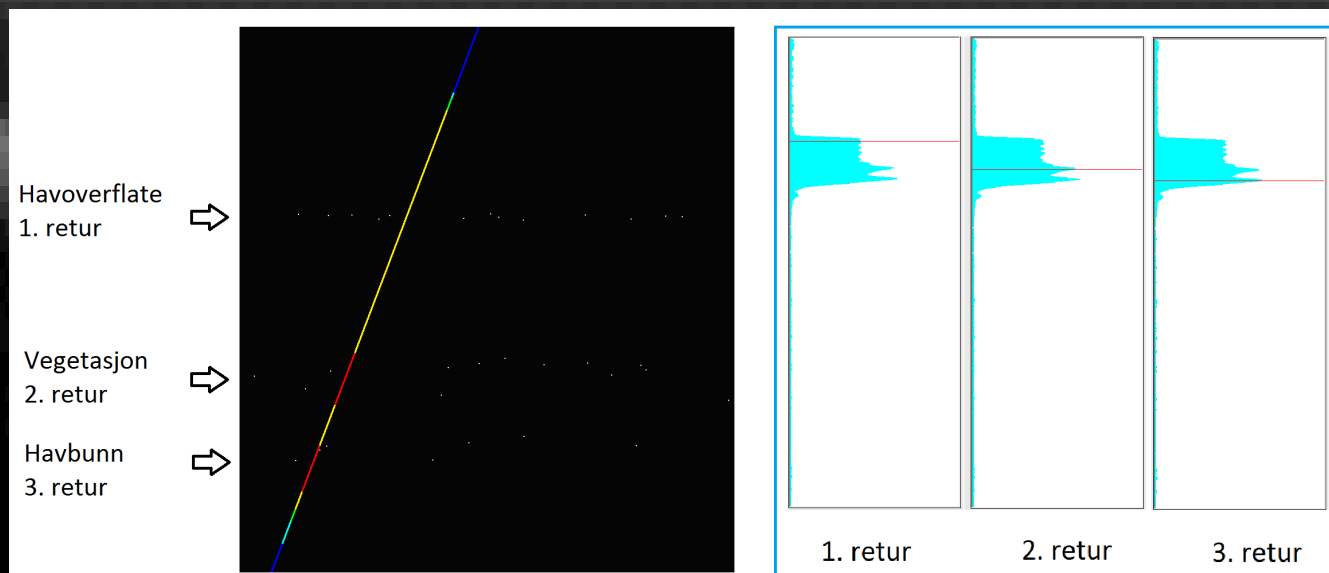 Havoverflate
1. retur
Vegetasjon
2. retur
Havbunn
3. retur
1. retur
2. retur
3. retur